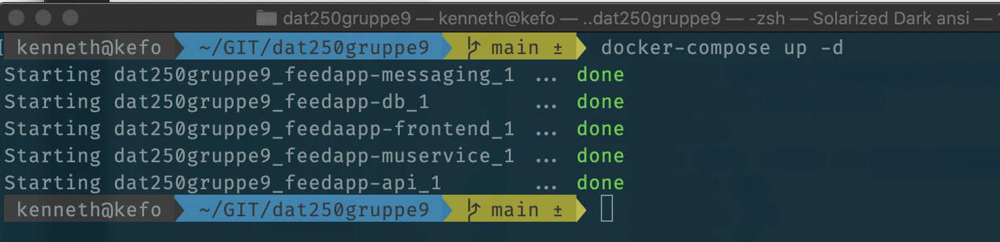 dat250gruppe9 — kenneth@kefo — ..dat250gruppe9 — -zsh — Solarized Dark ansi —
kenneth@kefo ~/GIT/dat250gruppe9 main ± docker-compose up -d
Starting dat250gruppe9_feedapp-messaging_1 ... done
Starting dat250gruppe9_feedapp-db_1 ... done
Starting dat250gruppe9_feedaapp-frontend_1 ... done
Starting dat250gruppe9_feedapp-muservice_1 ... done
Starting dat250gruppe9_feedapp-api_1 ... done
kenneth@kefo ~/GIT/dat250gruppe9 main ±